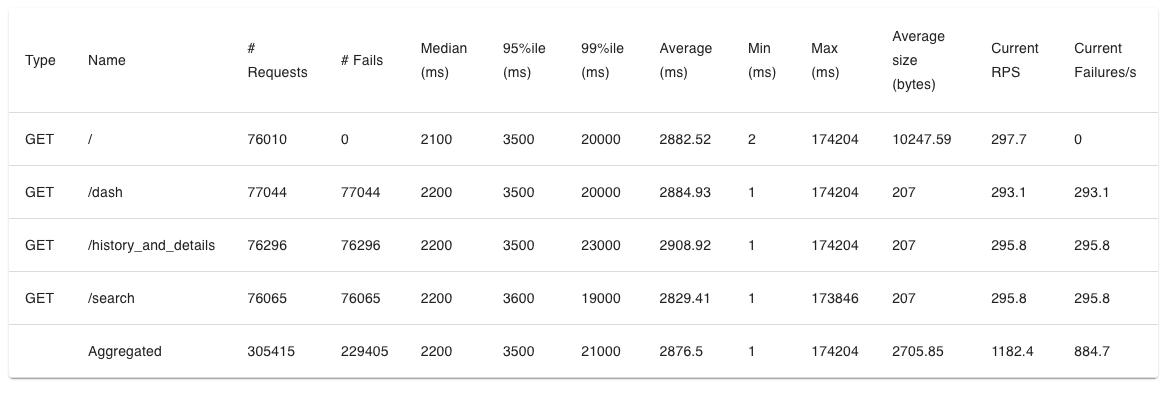 Type Name # Requests # Fails Median (ms) 95%ile (ms) 99%ile (ms) Average (ms) Min (ms) Max (ms) Average size (bytes) Current RPS Current Failures/s
GET / 76010 0 2100 3500 20000 2882.52 2 174204 10247.59 297.7 0
GET /dash 77044 77044 2200 3500 20000 2884.93 1 174204 207 293.1 293.1
GET /history_and_details 76296 76296 2200 3500 23000 2908.92 1 174204 207 295.8 295.8
GET /search 76065 76065 2200 3600 19000 2829.41 1 173846 207 295.8 295.8
Aggregated 305415 229405 2200 3500 21000 2876.5 1 174204 2705.85 1182.4 884.7